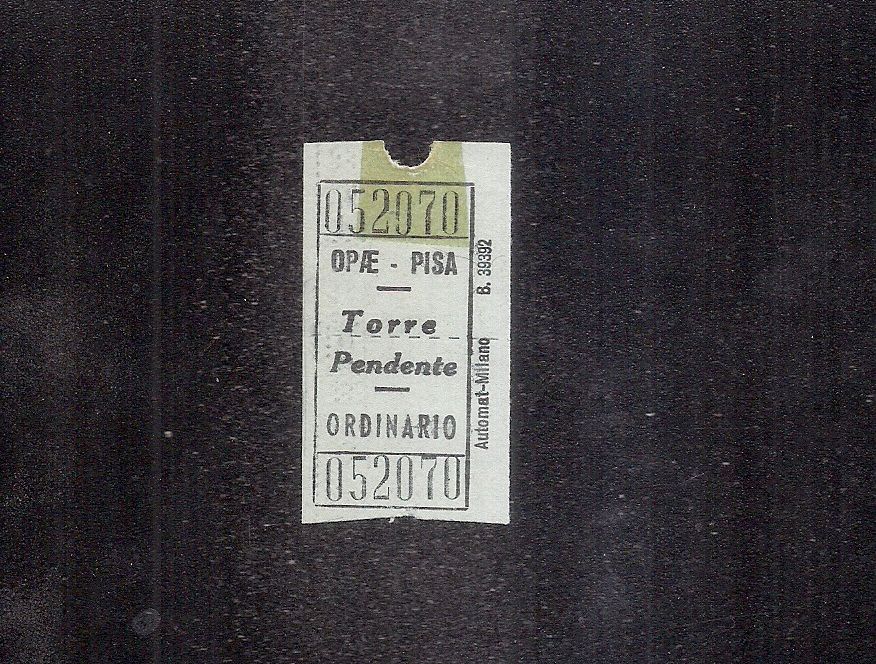 052070
OPÆ - PISA
Torre
Pendente
ORDINARIO
052070
Automat-Milano B. 39392